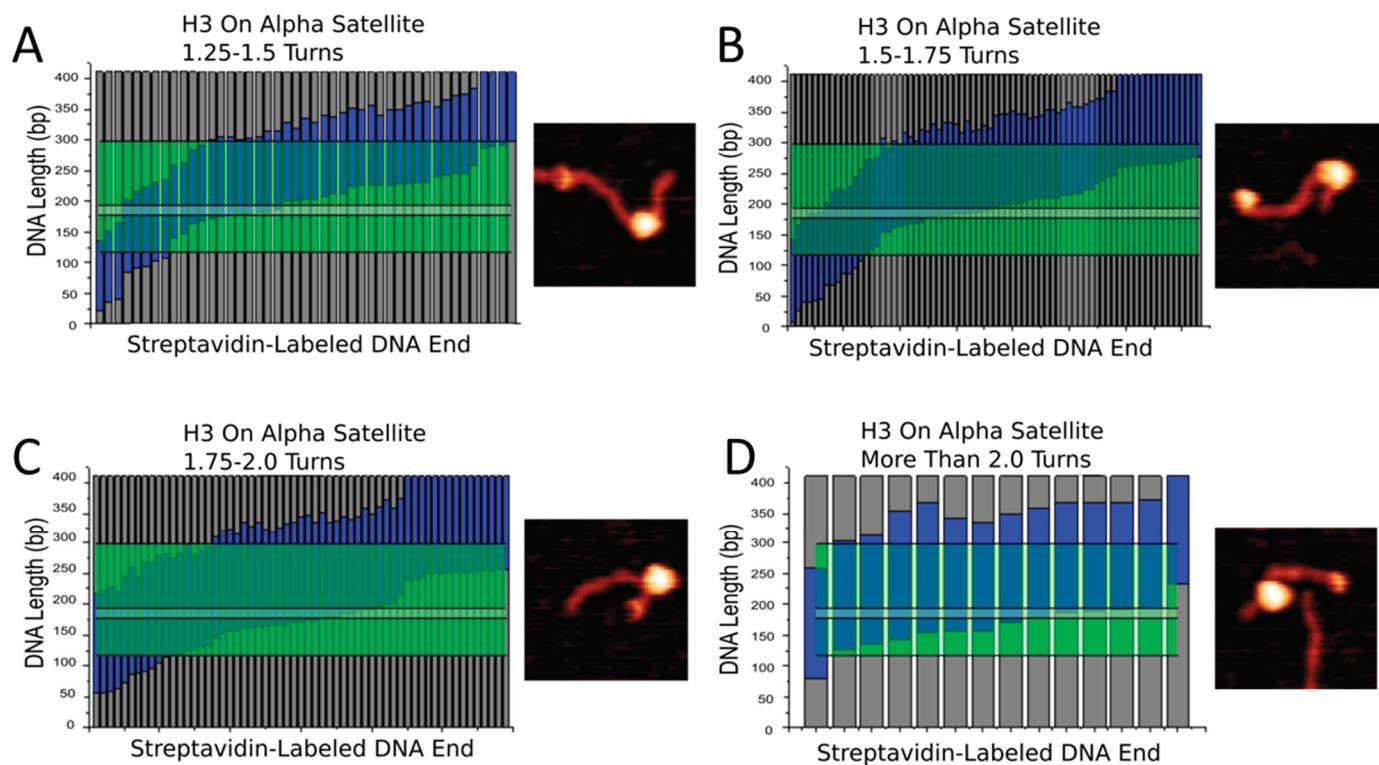 A
H3 On Alpha Satellite
1.25-1.5 Turns
DNA Length (bp)
400
350
300
250
200
150
100
50
0
Streptavidin-Labeled DNA End
B
H3 On Alpha Satellite
1.5-1.75 Turns
DNA Length (bp)
400
350
300
250
200
150
100
50
0
Streptavidin-Labeled DNA End
C
H3 On Alpha Satellite
1.75-2.0 Turns
DNA Length (bp)
400
350
300
250
200
150
100
50
0
Streptavidin-Labeled DNA End
D
H3 On Alpha Satellite
More Than 2.0 Turns
DNA Length (bp)
400
350
300
250
200
150
100
50
0
Streptavidin-Labeled DNA End